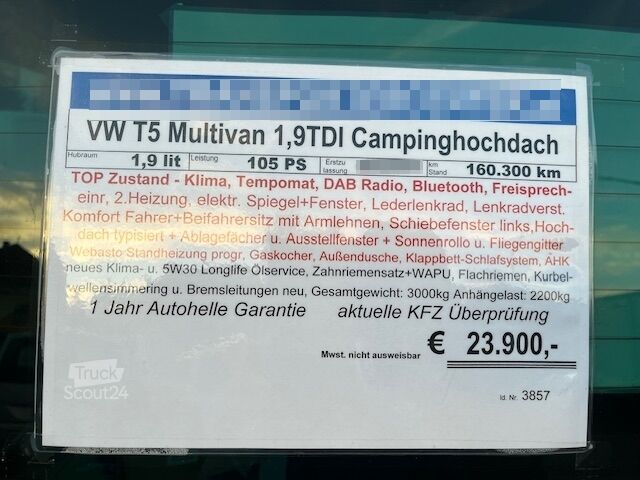 VW T5 Multivan 1,9TDI Campinghochdach
Hubraum 1,9 lit Leistung 105 PS Erstzulassung km Stand 160.300 km
TOP Zustand - Klima, Tempomat, DAB Radio, Bluetooth, Freisprech-
einr, 2.Heizung, elektr. Spiegel+Fenster, Lederlenkrad, Lenkradverst.
Komfort Fahrer+Beifahrersitz mit Armlehnen, Schiebefenster links,Hoch-
dach typisiert + Ablagefächer u. Ausstellfenster + Sonnenrollo u. Fliegengitter
Webasto Standheizung progr, Gaskocher, Außendusche, Klappbett-Schlafsystem, AHK
neues Klima- u. 5W30 Longlife Ölservice, Zahnriemensatz+WAPU, Flachriemen, Kurbel-
wellensimmering u. Bremsleitungen neu, Gesamtgewicht: 3000kg Anhängelast: 2200kg
1 Jahr Autohelle Garantie aktuelle KFZ Überprüfung
Mwst. nicht ausweisbar € 23.900,-
Truck
Scout24
Id. Nr. 3857